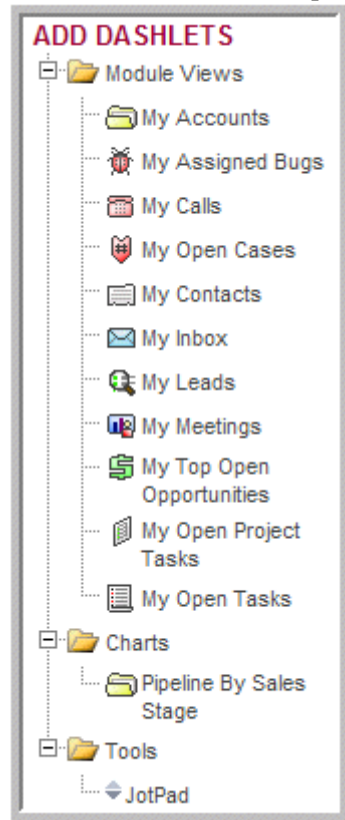 ADD DASHLETS
Module Views
My Accounts
My Assigned Bugs
My Calls
My Open Cases
My Contacts
My Inbox
My Leads
My Meetings
My Top Open
Opportunities
My Open Project
Tasks
My Open Tasks
Charts
Pipeline By Sales
Stage
Tools
JotPad